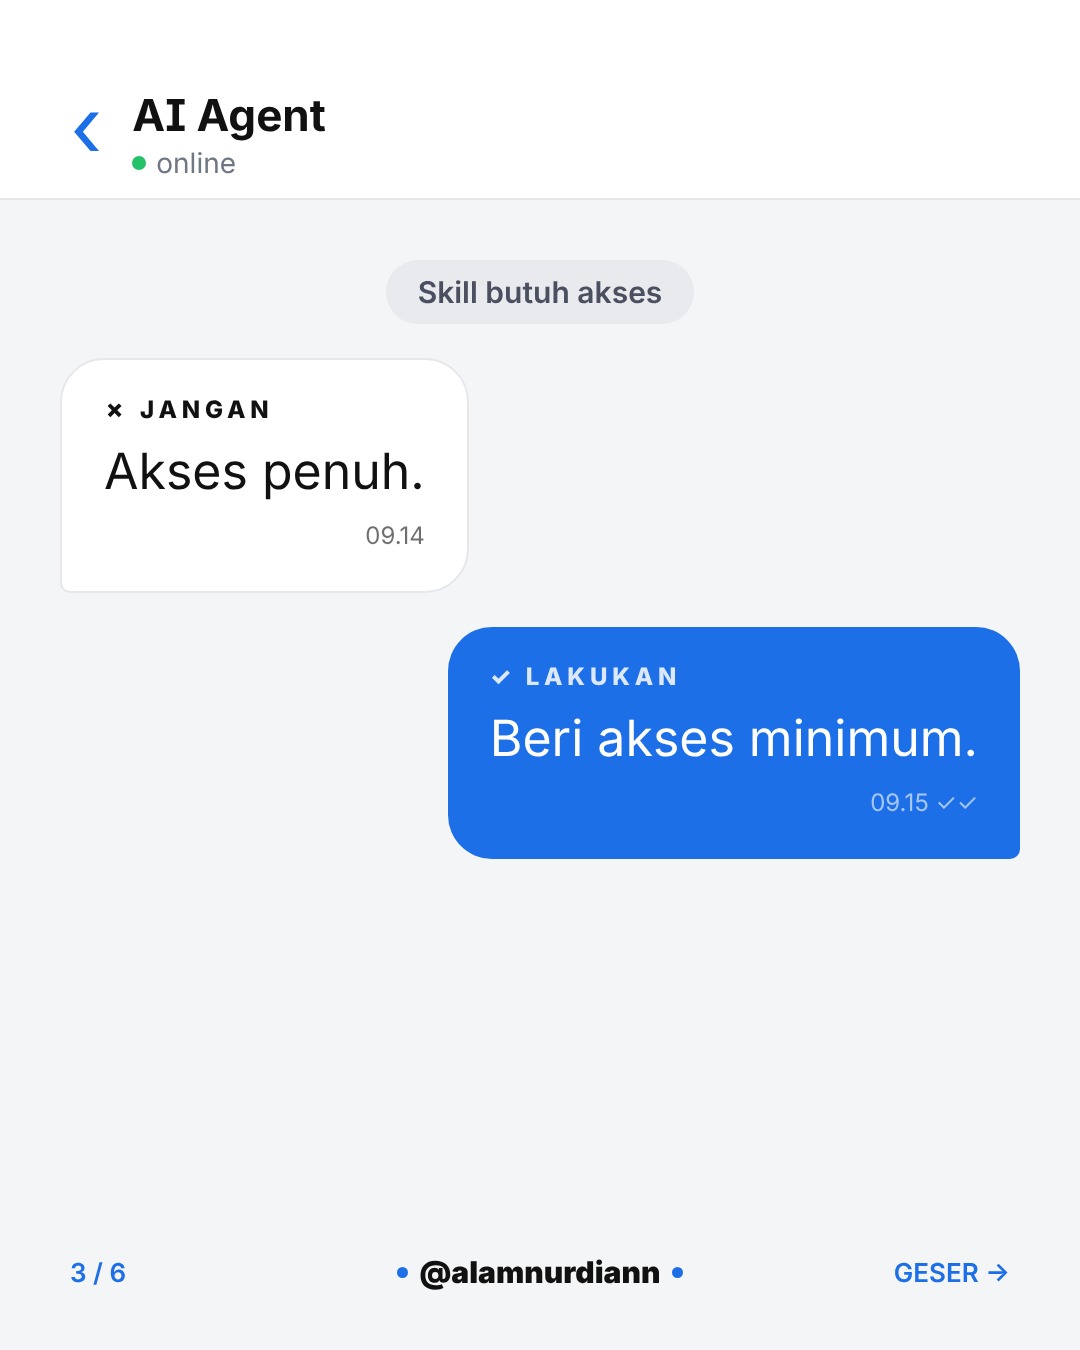 AI Agent
online
Skill butuh akses
× JANGAN
Akses penuh.
09.14
✓ LAKUKAN
Beri akses minimum.
09.15 ✓✓
3 / 6
• @alamnurdiann •
GESER →